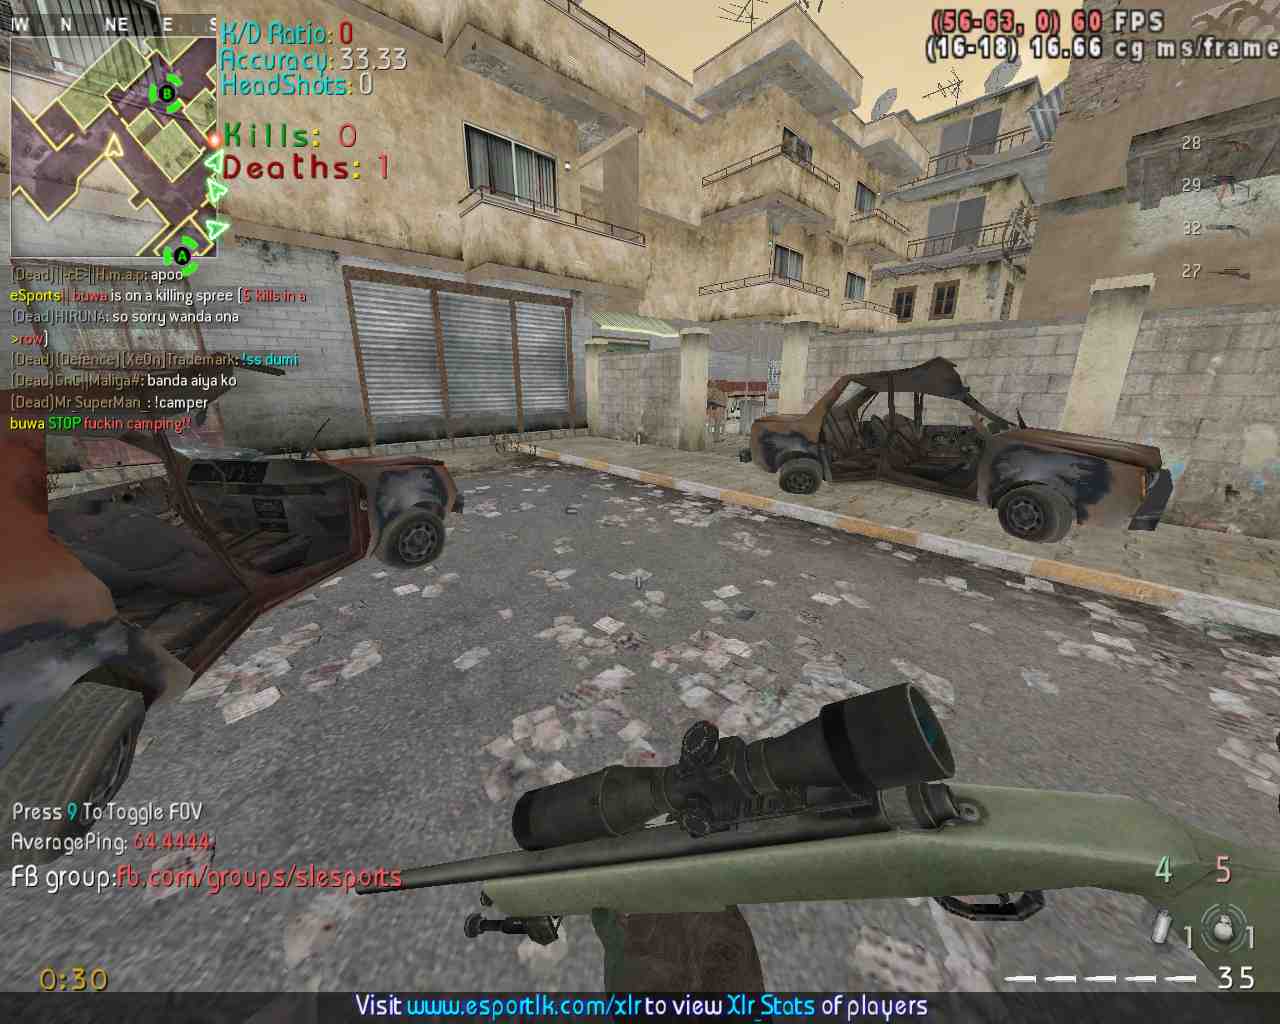 W N NE E S
K/D Ratio: 0
Accuracy: 33.33
HeadShots: 0
Kills: 0
Deaths: 1
(56-63, 0) 60 FPS
(16-18) 16.66 cg ms/frame
28
29
32
27
B
A
[Dead]||-rE-||H.m.a.p: apoo
eSports|| buwa is on a killing spree [5 kills in a
[Dead]HIRUNA: so sorry wanda ona
>row]
[Dead][Defence][XeOn]Trademark: !ss dumi
[Dead]GnC||Maliga#: banda aiya ko
[Dead]Mr_SuperMan_: !camper
buwa STOP fuckin camping!!
Press 9 To Toggle FOV
AveragePing: 64.4444
FB group:fb.com/groups/slesports
4 5
1 1
35
0:30
Visit www.esportlk.com/xlr to view Xlr_Stats of players